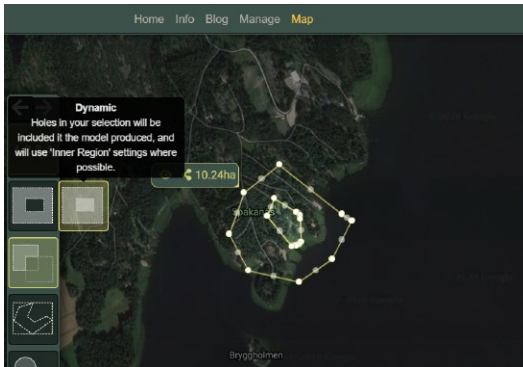 Home Info Blog Manage Map
Dynamic
Holes in your selection will be
included it the model produced, and
will use 'Inner Region' settings where
possible.
10.24ha
Spakanäs
Bryggholmen